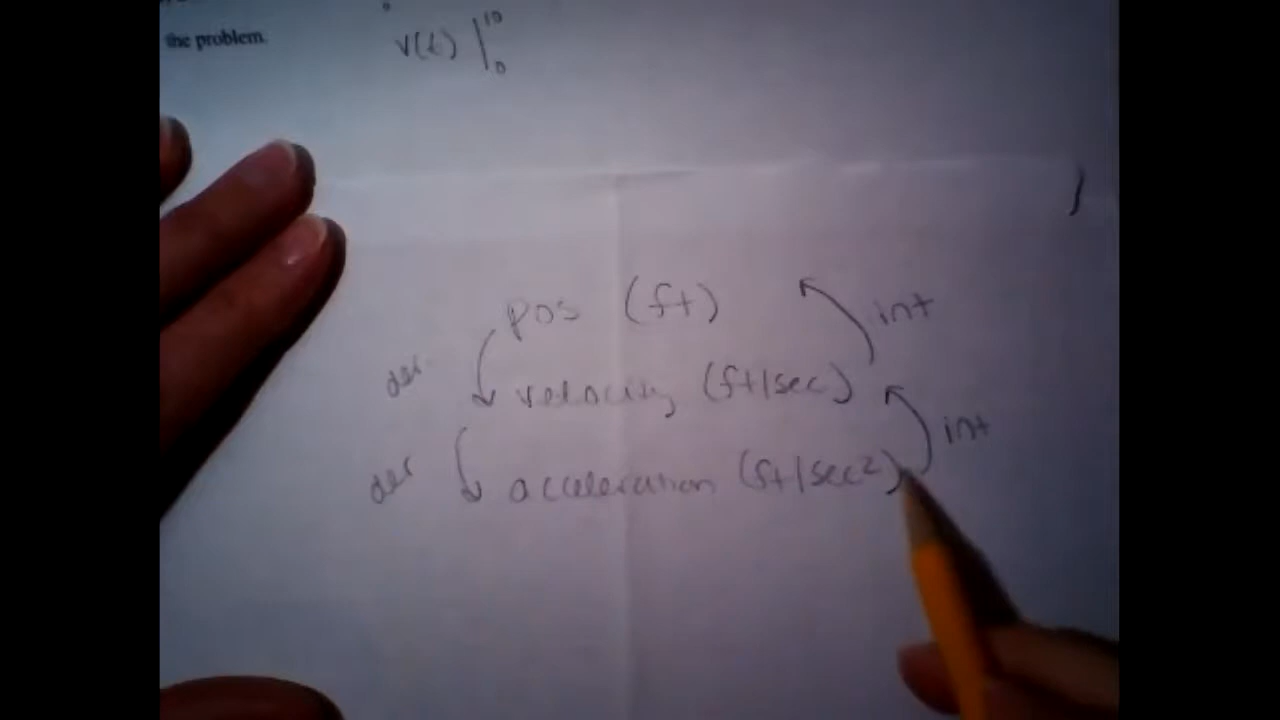 the problem.
v(t) |₀¹⁰
pos (ft)
int
der.
velocity (ft/sec)
int
der
acceleration (ft/sec²)